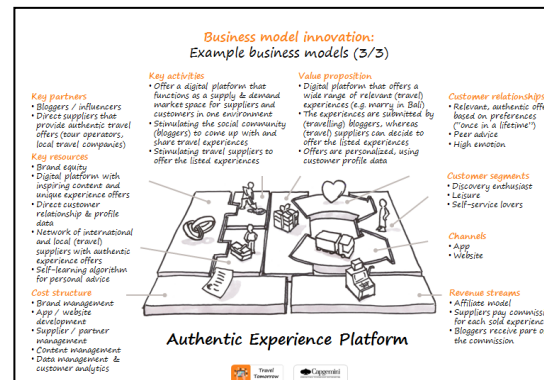 Business model innovation:
Example business models (3/3)
Key activities
• Offer a digital platform that
functions as a supply & demand
market space for suppliers and
customers in one environment
• Stimulating the social community
(bloggers) to come up with and
share travel experiences
• Stimulating travel suppliers to
offer the listed experiences
Value proposition
• Digital platform that offers a
wide range of relevant (travel)
experiences (e.g. marry in Bali)
• The experiences are submitted by
(travelling) bloggers, whereas
(travel) suppliers can decide to
offer the listed experiences
• Offers are personalized, using
customer profile data
Key partners
• Bloggers / influencers
• Direct suppliers that
provide authentic travel
offers (tour operators,
local travel companies)
Key resources
• Brand equity
• Digital platform with
inspiring content and
unique experience offers
• Direct customer
relationship & profile
data
• Network of international
and local (travel)
suppliers with authentic
experience offers
• Self-learning algorithm
for personal advice
Cost structure
• Brand management
• App / website
development
• Supplier / partner
management
• Content management
• Data management &
customer analytics
Customer relationships
• Relevant, authentic offe
based on preferences
("once in a lifetime")
• Peer advice
• High emotion
Customer segments
• Discovery enthusiast
• Leisure
• Self-service lovers
Channels
• App
• Website
Revenue streams
• Affiliate model
• Suppliers pay commiss
for each sold experienc
• Bloggers receive part o
the commission
Authentic Experience Platform
Travel
Tomorrow
Capgemini